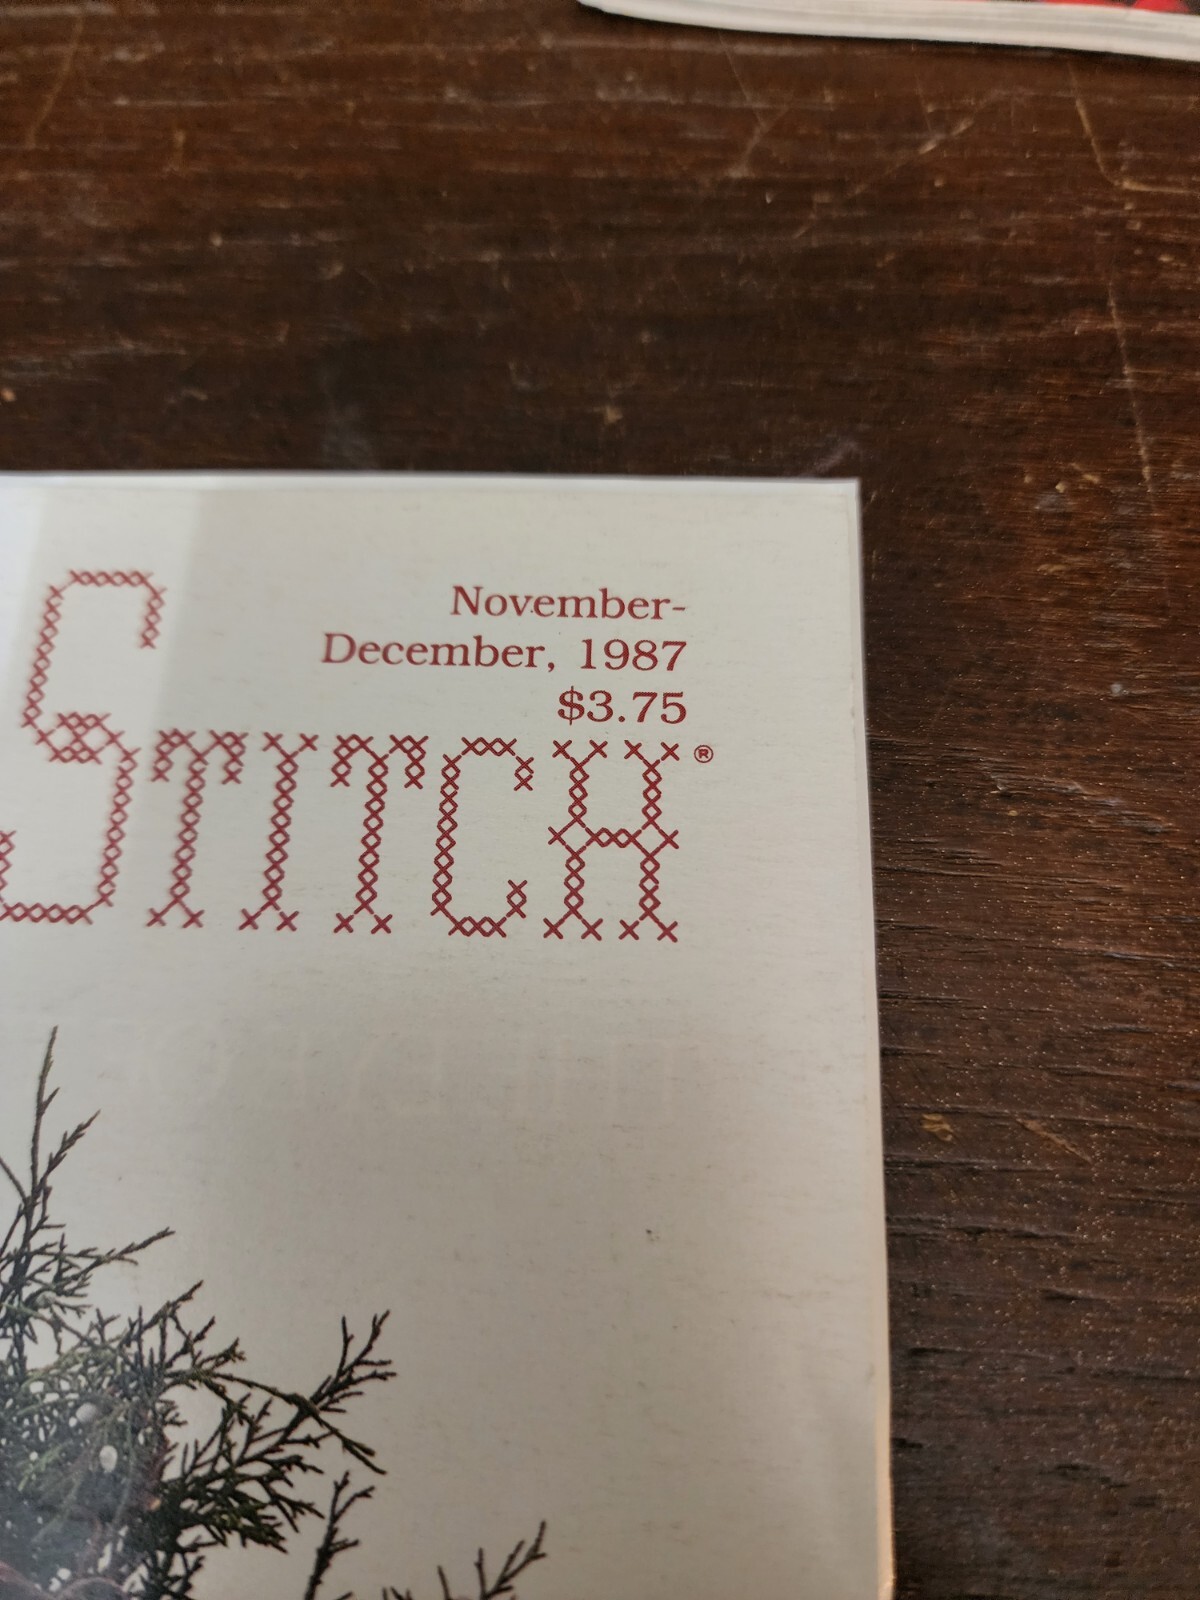 November-
December, 1987
$3.75
STITCH®